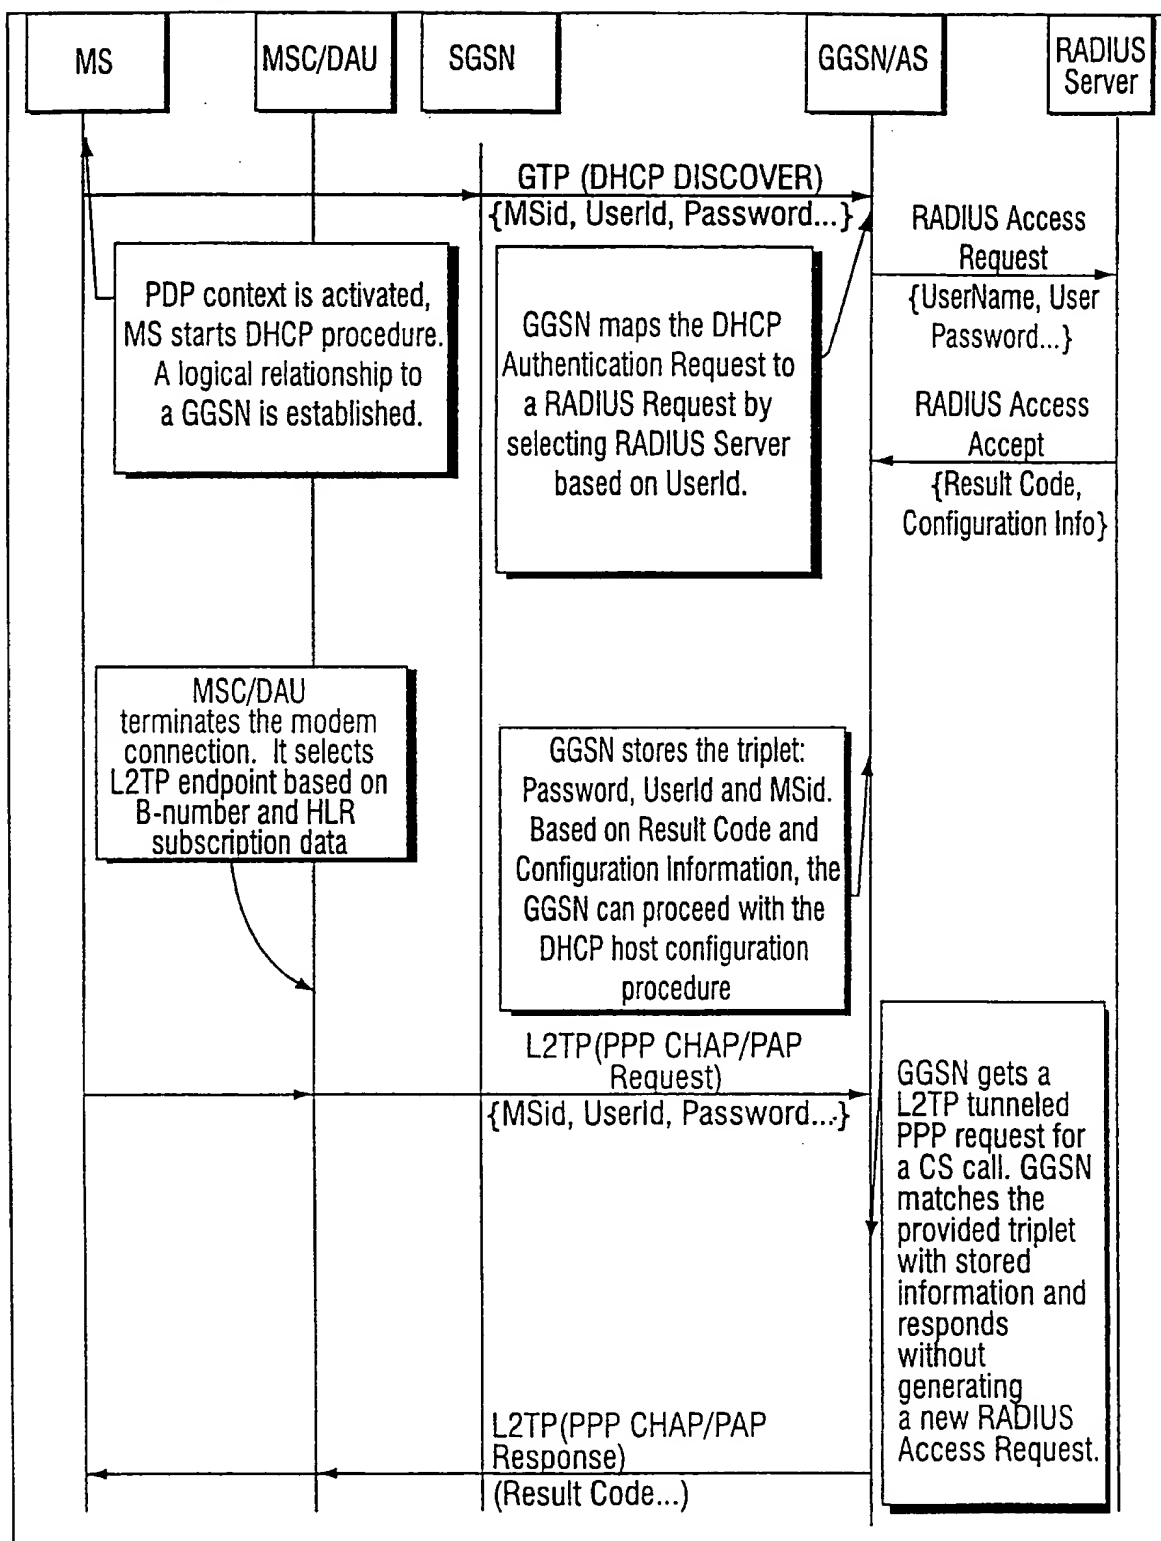 MS
MSC/DAU
SGSN
GGSN/AS
RADIUS
Server
GTP (DHCP DISCOVER)
{MSid, UserId, Password...}
RADIUS Access
Request
{UserName, User
Password...}
PDP context is activated,
MS starts DHCP procedure.
A logical relationship to
a GGSN is established.
GGSN maps the DHCP
Authentication Request to
a RADIUS Request by
selecting RADIUS Server
based on UserId.
RADIUS Access
Accept
{Result Code,
Configuration Info}
MSC/DAU
terminates the modem
connection. It selects
L2TP endpoint based on
B-number and HLR
subscription data
GGSN stores the triplet:
Password, UserId and MSid.
Based on Result Code and
Configuration Information, the
GGSN can proceed with the
DHCP host configuration
procedure
L2TP(PPP CHAP/PAP
Request)
{MSid, UserId, Password...}
GGSN gets a
L2TP tunneled
PPP request for
a CS call. GGSN
matches the
provided triplet
with stored
information and
responds
without
generating
a new RADIUS
Access Request.
L2TP(PPP CHAP/PAP
Response)
(Result Code...)